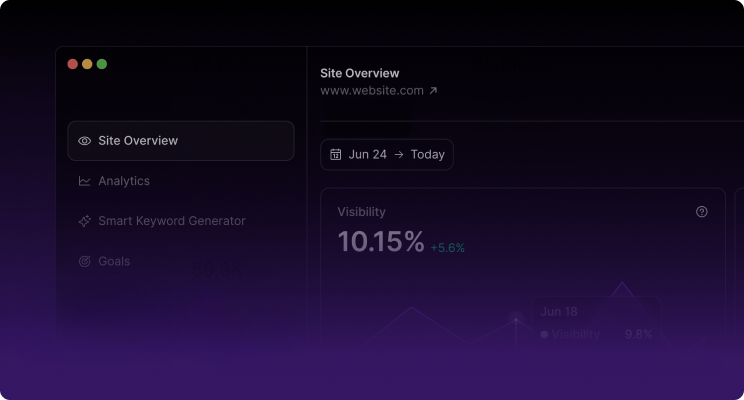 Site Overview
www.website.com
Site Overview
Analytics
Smart Keyword Generator
Goals
12
Jun 24 → Today
Visibility
10.15% +5.6%
Jun 18
Visibility 9.8%